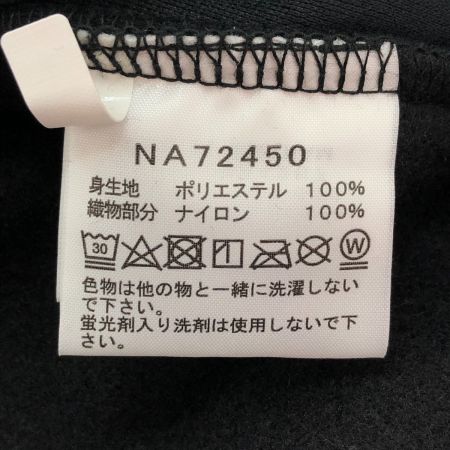 NA72450
身生地 ポリエステル 100%
織物部分 ナイロン 100%
30 W
色物は他の物と一緒に洗濯しない
で下さい。
蛍光剤入り洗剤は使用しないで下
さい。